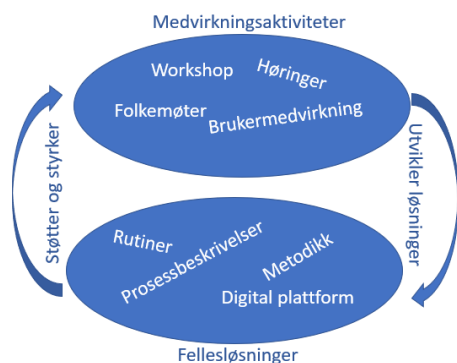 Medvirkningsaktiviteter
Workshop
Høringer
Folkemøter
Brukermedvirkning
Støtter og styrker
Utvikler løsninger
Rutiner
Prosessbeskrivelser
Metodikk
Digital plattform
Fellesløsninger